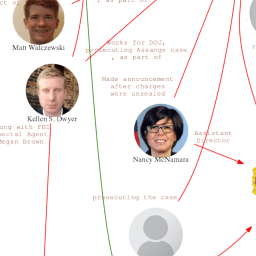 , as part of
Matt Walczewski
Works for DOJ,
prosecuting Assange case
, as part of
Made announcement
after charges
were unsealed
Kellen S. Dwyer
ong with FBI
ecial Agent
Megan Brown
Assistant
Director
Nancy McNamara
prosecuting the case